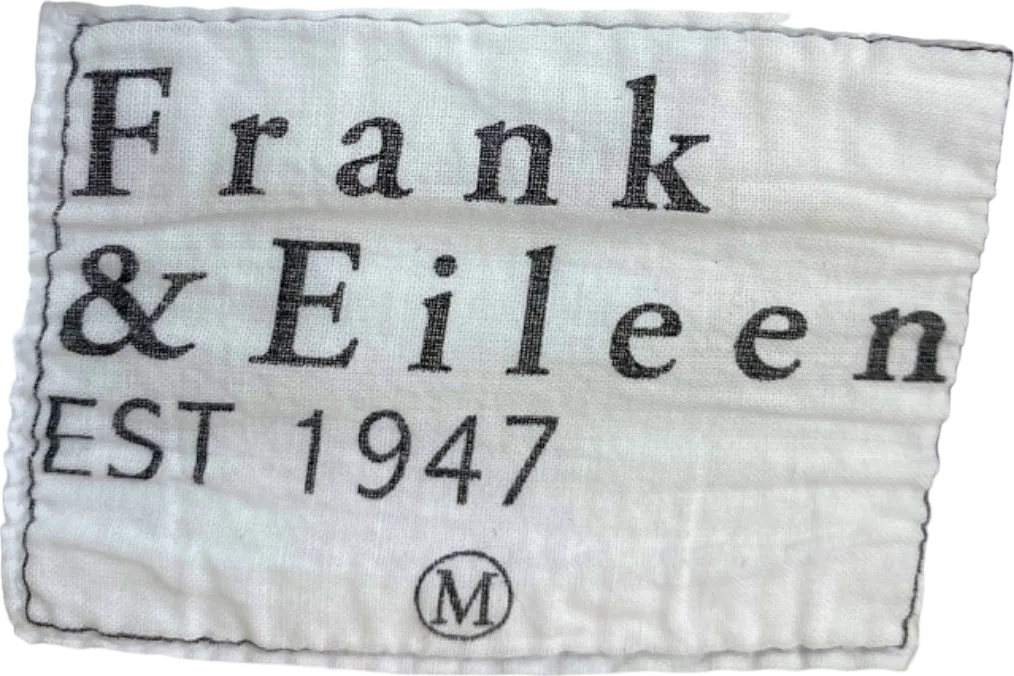 Frank
& Eileen
EST 1947
M